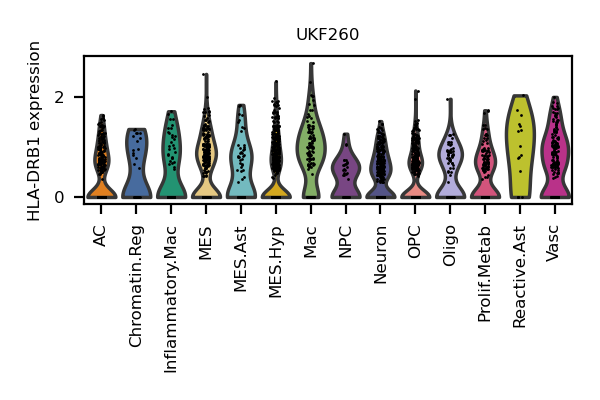 UKF260
HLA-DRB1 expression
2
0
AC
Chromatin.Reg
Inflammatory.Mac
MES
MES.Ast
MES.Hyp
Mac
NPC
Neuron
OPC
Oligo
Prolif.Metab
Reactive.Ast
Vasc